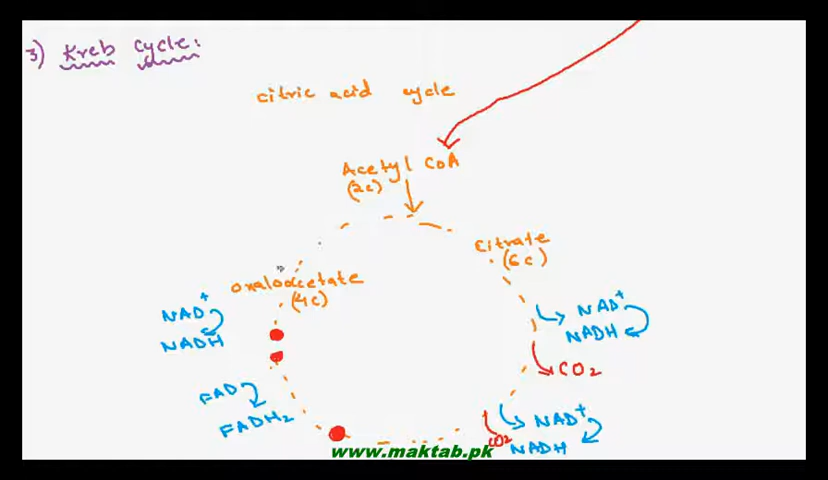 3) Kreb Cycle:
citric acid cycle
Acetyl CoA
(2c)
citrate
(6c)
oxaloacetate
(4c)
NAD+
NADH
NAD+
NADH
CO2
FAD
FADH2
NAD+
NADH
CO2
www.maktab.pk